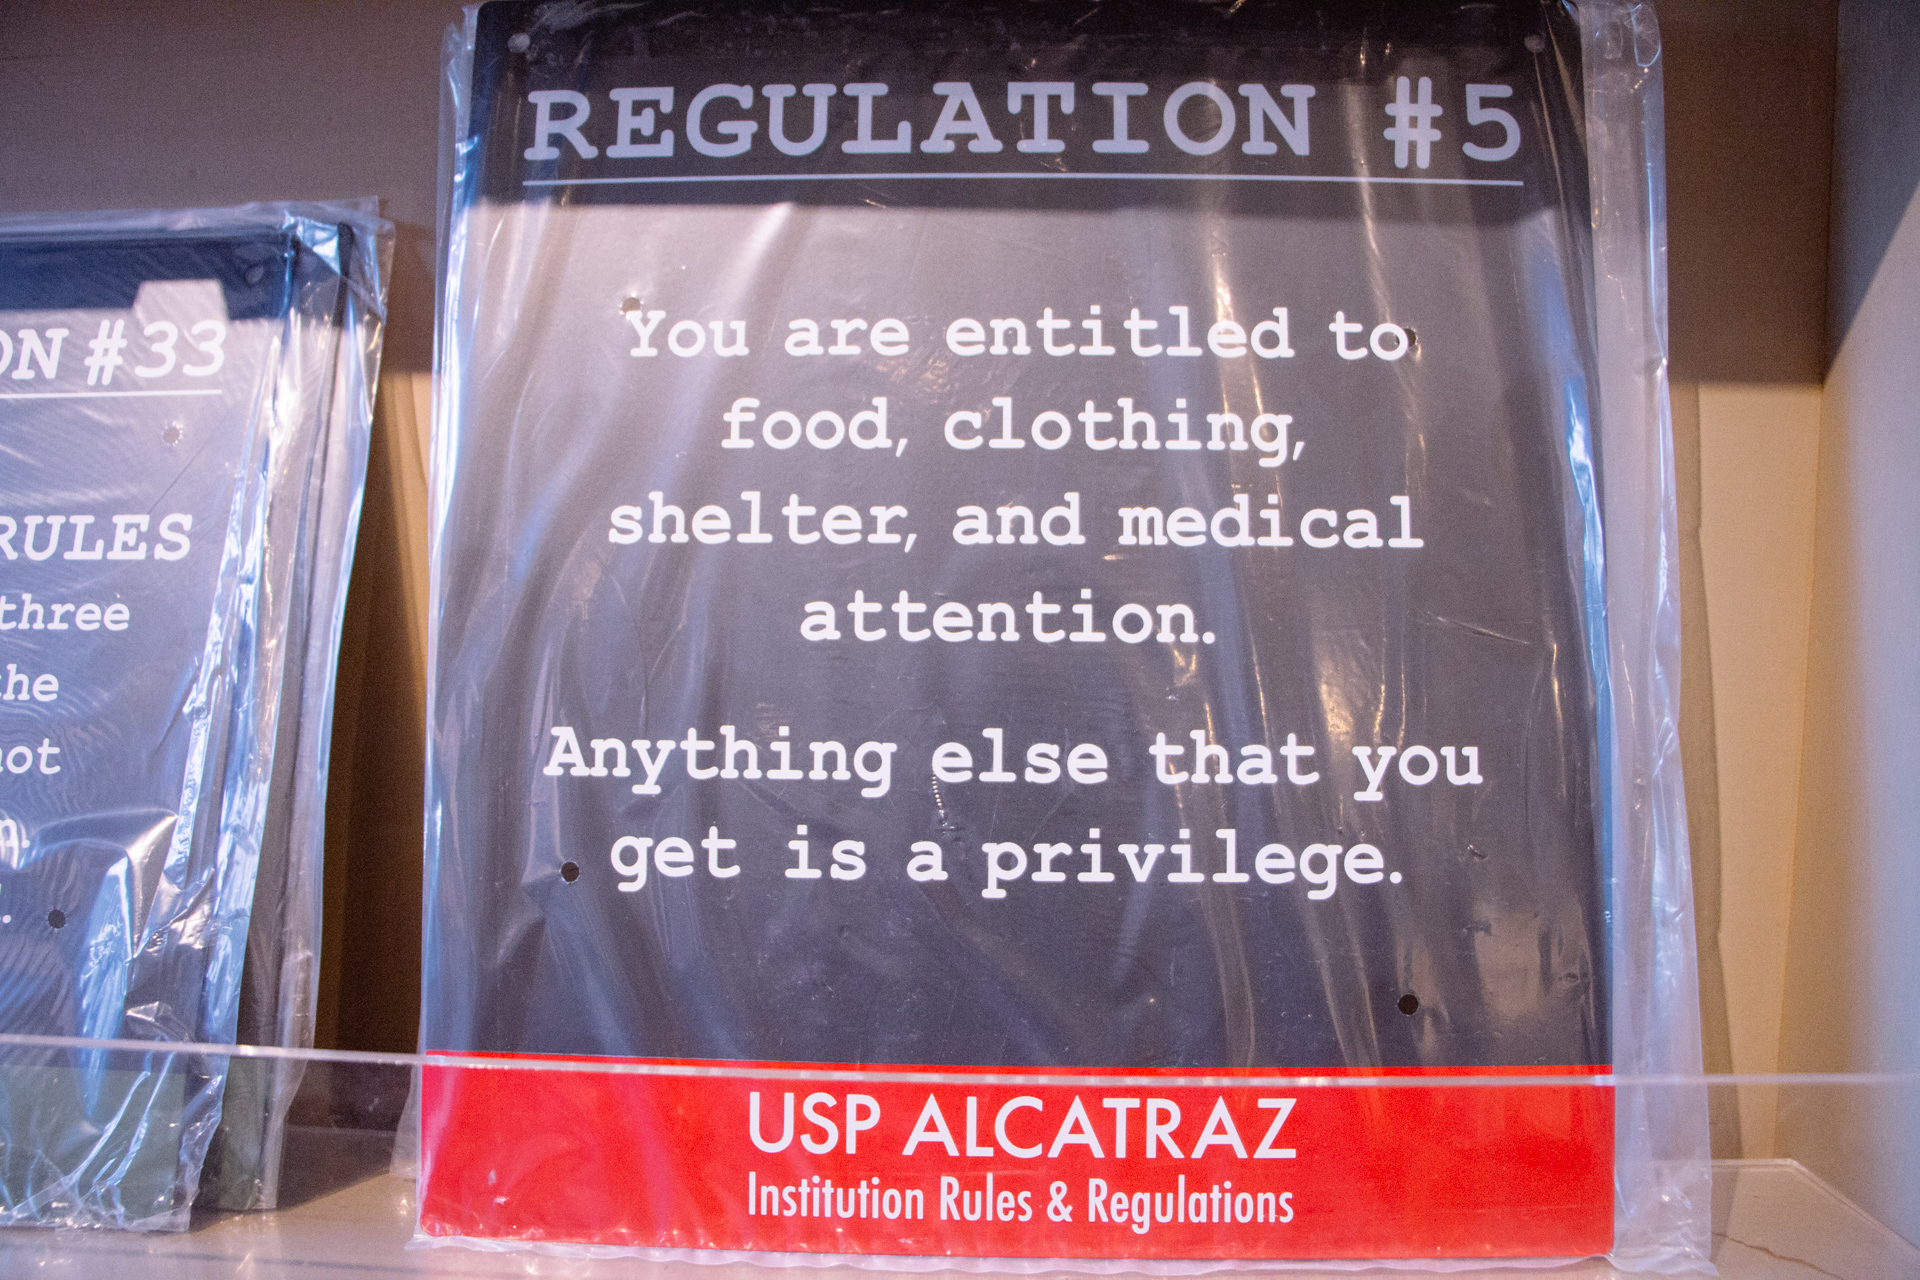 REGULATION #5
You are entitled to
food, clothing,
shelter, and medical
attention.
Anything else that you
get is a privilege.
USP ALCATRAZ
Institution Rules & Regulations
#33
RULES
three